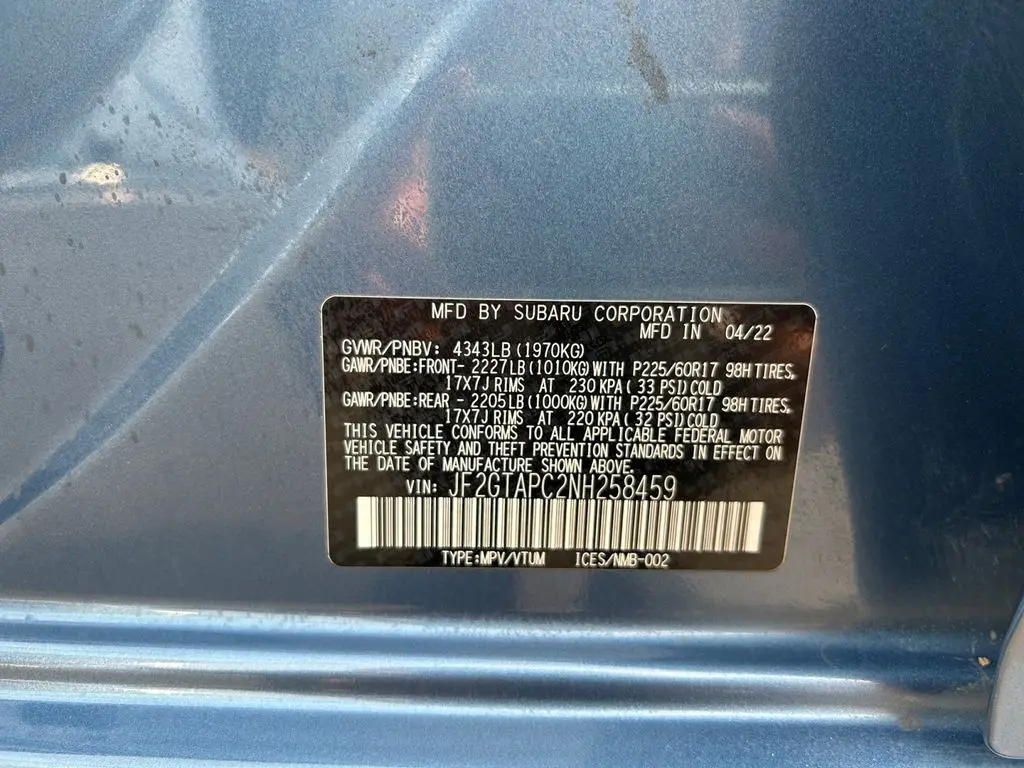 MFD BY SUBARU CORPORATION
MFD IN 04/22
GVWR/PNBV: 4343LB (1970KG)
GAWR/PNBE:FRONT- 2227LB (1010KG) WITH P225/60R17 98H TIRES,
17X7J RIMS AT 230 KPA ( 33 PSI) COLD
GAWR/PNBE:REAR - 2205LB (1000KG) WITH P225/60R17 98H TIRES,
17X7J RIMS AT 220 KPA ( 32 PSI) COLD
THIS VEHICLE CONFORMS TO ALL APPLICABLE FEDERAL MOTOR
VEHICLE SAFETY AND THEFT PREVENTION STANDARDS IN EFFECT ON
THE DATE OF MANUFACTURE SHOWN ABOVE.
VIN: JF2GTAPC2NH258459
TYPE:MPV/VTUM ICES/NMB-002